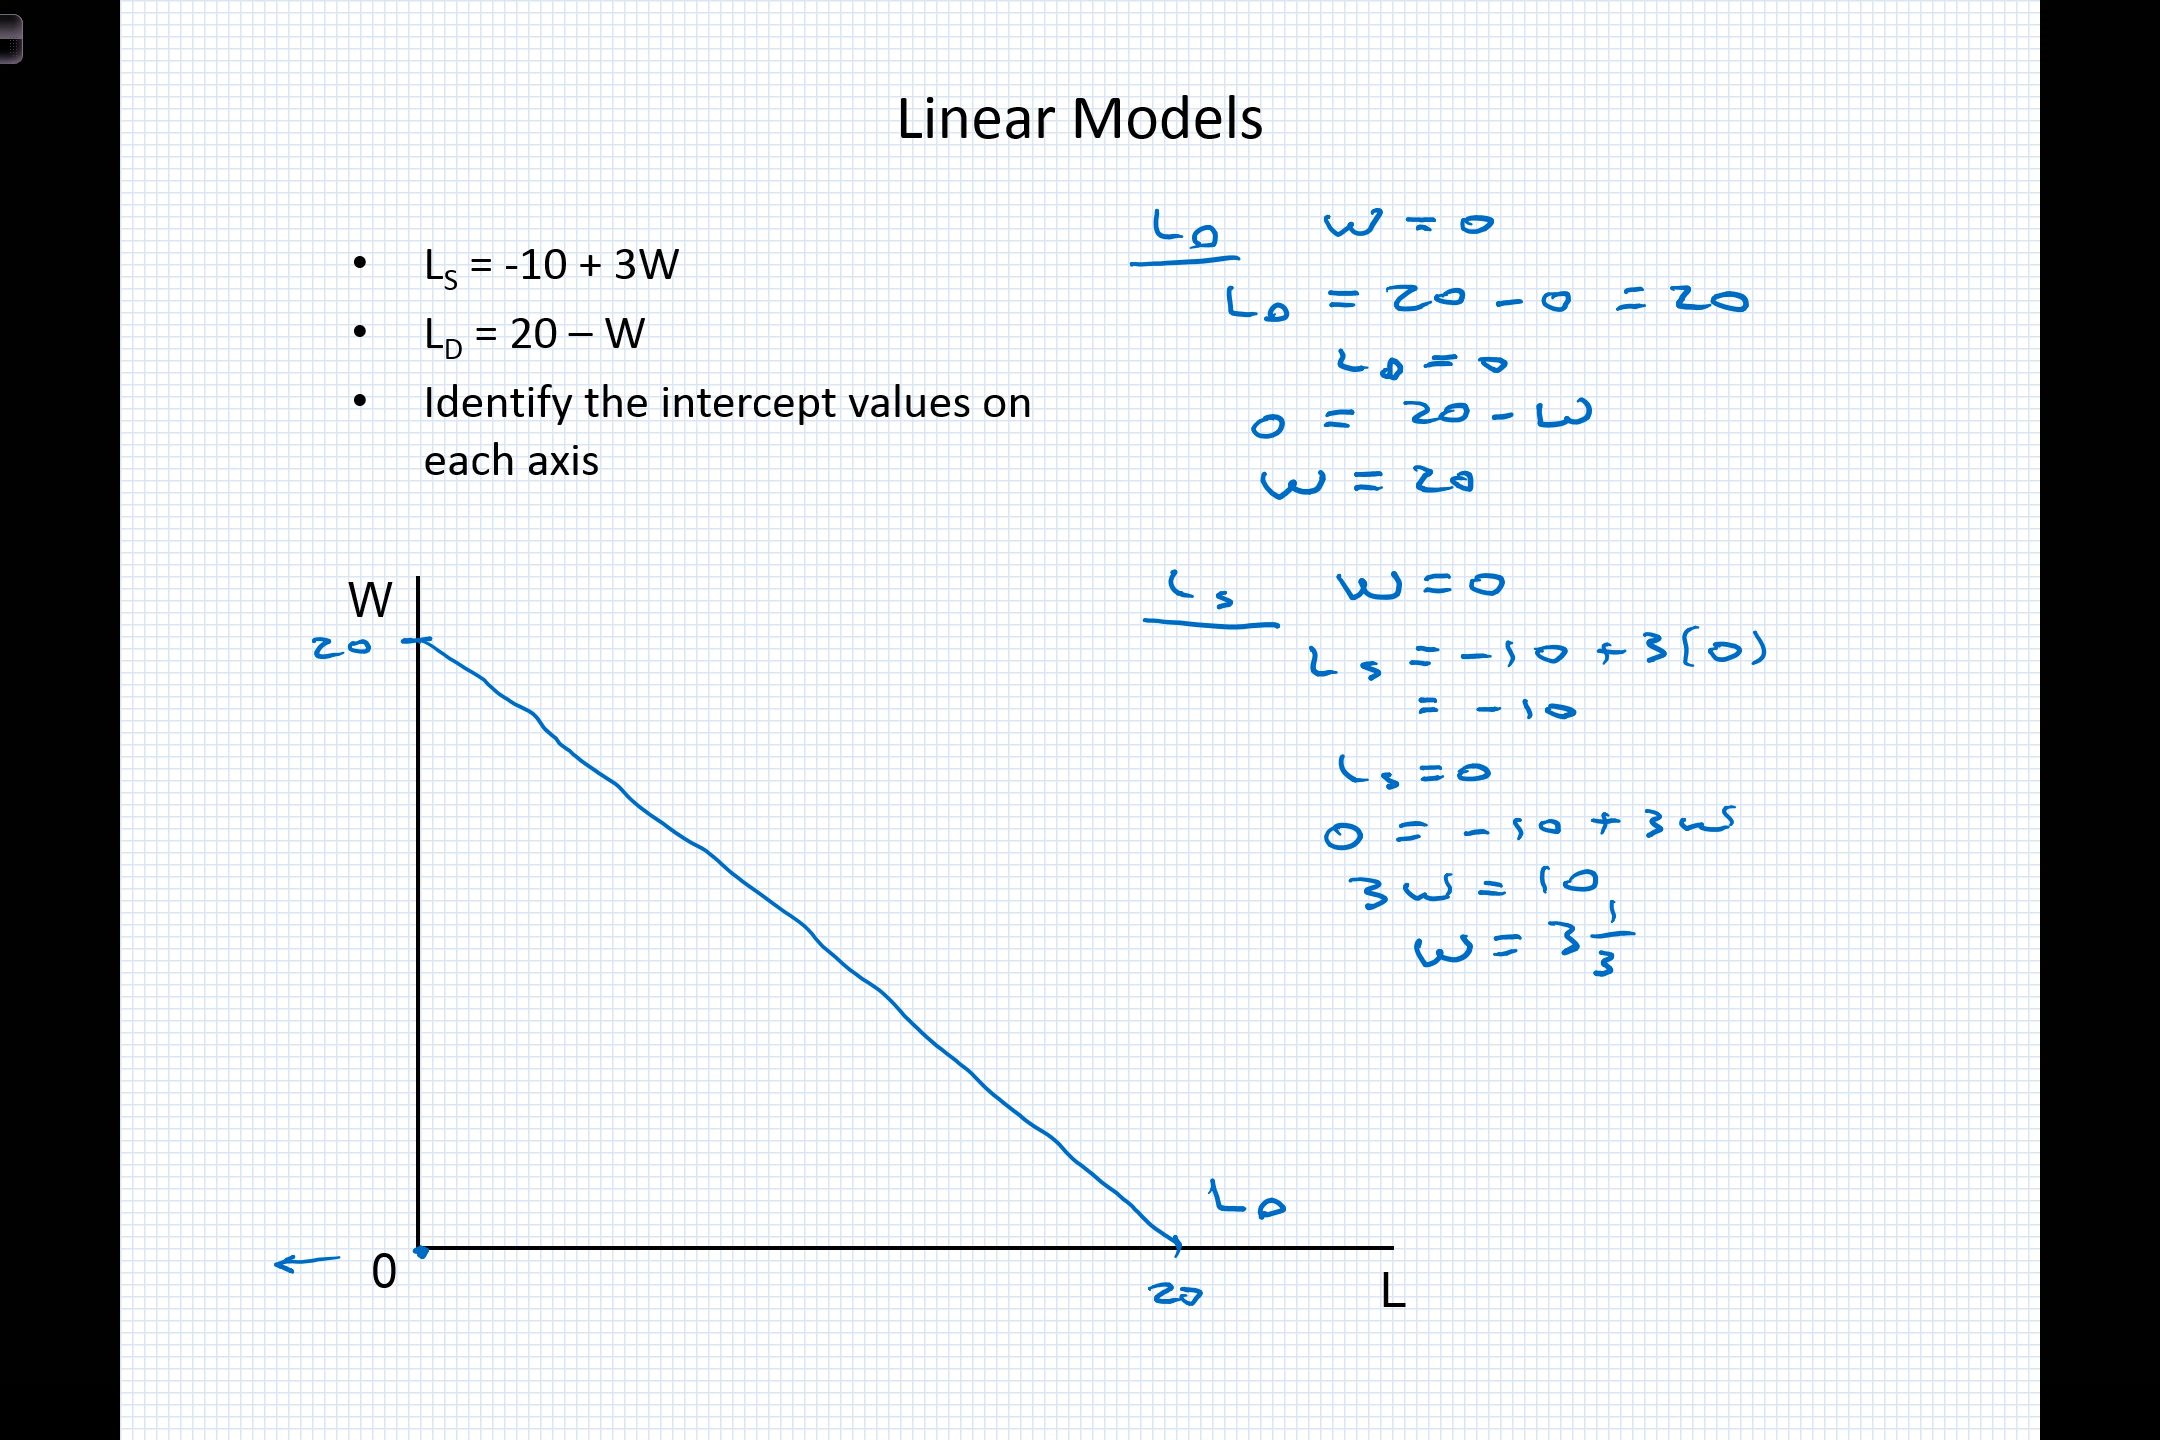 Linear Models
• L_S = -10 + 3W
• L_D = 20 – W
• Identify the intercept values on
each axis
L_D W = 0
L_D = 20 - 0 = 20
L_D = 0
0 = 20 - W
W = 20
L_S W = 0
L_S = -10 + 3(0)
= -10
L_S = 0
0 = -10 + 3W
3W = 10
W = 3 1/3
W
20
L_D
0
20
L